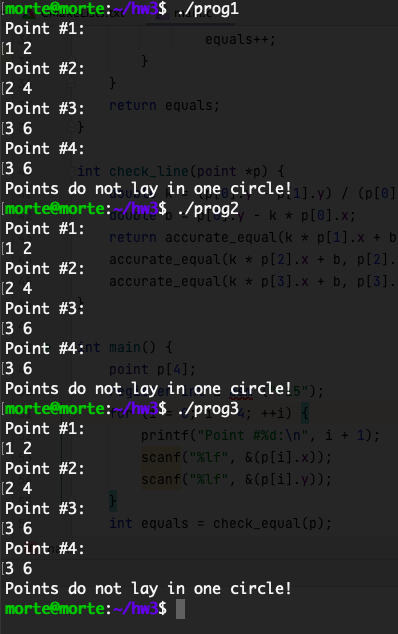 morte@morte:~/hw3$ ./prog1
Point #1:
1 2
Point #2:
2 4
Point #3:
3 6
Point #4:
3 6
Points do not lay in one circle!
morte@morte:~/hw3$ ./prog2
Point #1:
1 2
Point #2:
2 4
Point #3:
3 6
Point #4:
3 6
Points do not lay in one circle!
morte@morte:~/hw3$ ./prog3
Point #1:
1 2
Point #2:
2 4
Point #3:
3 6
Point #4:
3 6
Points do not lay in one circle!
morte@morte:~/hw3$
equals++;
}
}
return equals;
}
int check_line(point *p) {
double k = (p[0].y - p[1].y) / (p[0]
double b = p[0].y - k * p[0].x;
return accurate_equal(k * p[1].x + b
accurate_equal(k * p[2].x + b, p[2].
accurate_equal(k * p[3].x + b, p[3].
}
int main() {
point p[4];
for (i = 0; i < 4; ++i) {
printf("Point #%d:\n", i + 1);
scanf("%lf", &(p[i].x));
scanf("%lf", &(p[i].y));
}
int equals = check_equal(p);